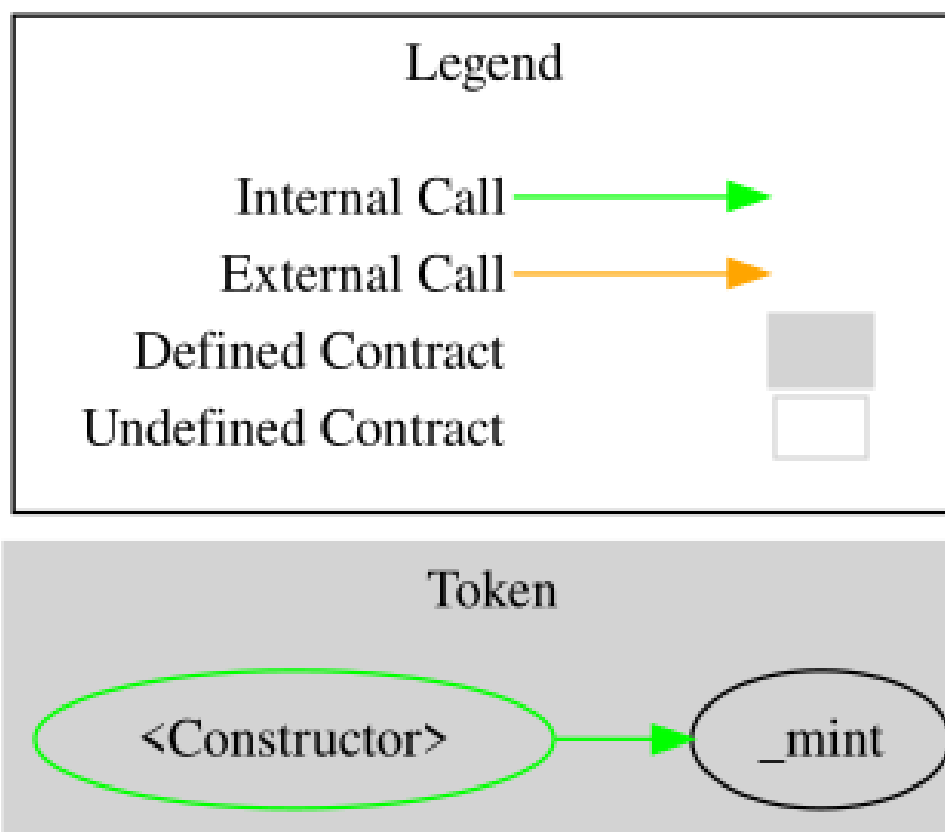 Legend
Internal Call
External Call
Defined Contract
Undefined Contract
Token
<Constructor> _mint